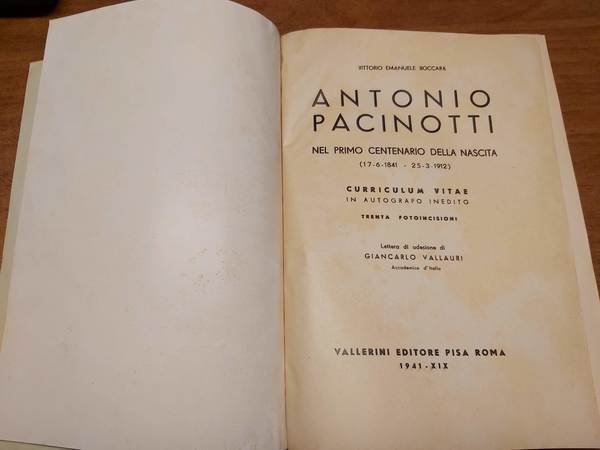 VITTORIO EMANUELE BOCCARA
ANTONIO
PACINOTTI
NEL PRIMO CENTENARIO DELLA NASCITA
(17-6-1841 - 25-3-1912)
CURRICULUM VITAE
IN AUTOGRAFO INEDITO
TRENTA FOTOINCISIONI
Lettera di adesione di
GIANCARLO VALLAURI
Accademico d'Italia
VALLERINI EDITORE PISA ROMA
1941-XIX